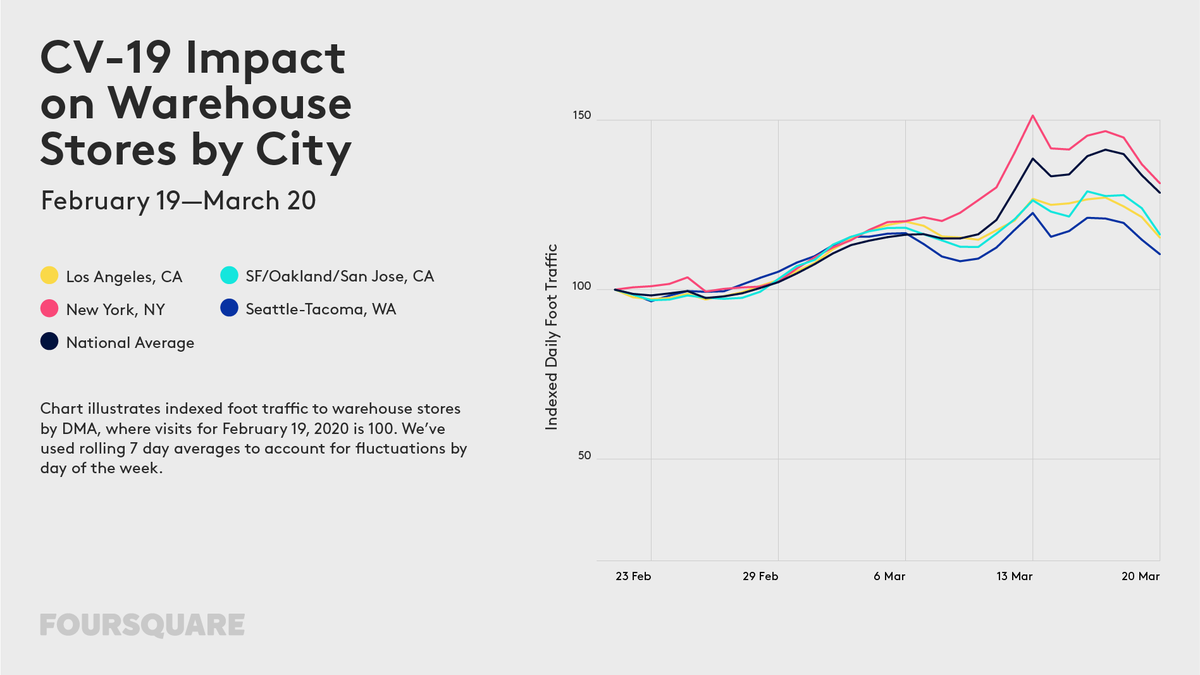 CV-19 Impact
on Warehouse
Stores by City
February 19—March 20
Los Angeles, CA
SF/Oakland/San Jose, CA
New York, NY
Seattle-Tacoma, WA
National Average
Chart illustrates indexed foot traffic to warehouse stores
by DMA, where visits for February 19, 2020 is 100. We’ve
used rolling 7 day averages to account for fluctuations by
day of the week.
FOURSQUARE
Indexed Daily Foot Traffic
150
100
50
23 Feb
29 Feb
6 Mar
13 Mar
20 Mar